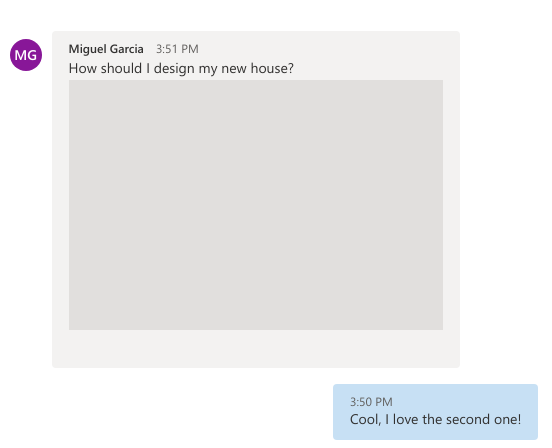 MG
Miguel Garcia 3:51 PM
How should I design my new house?
3:50 PM
Cool, I love the second one!